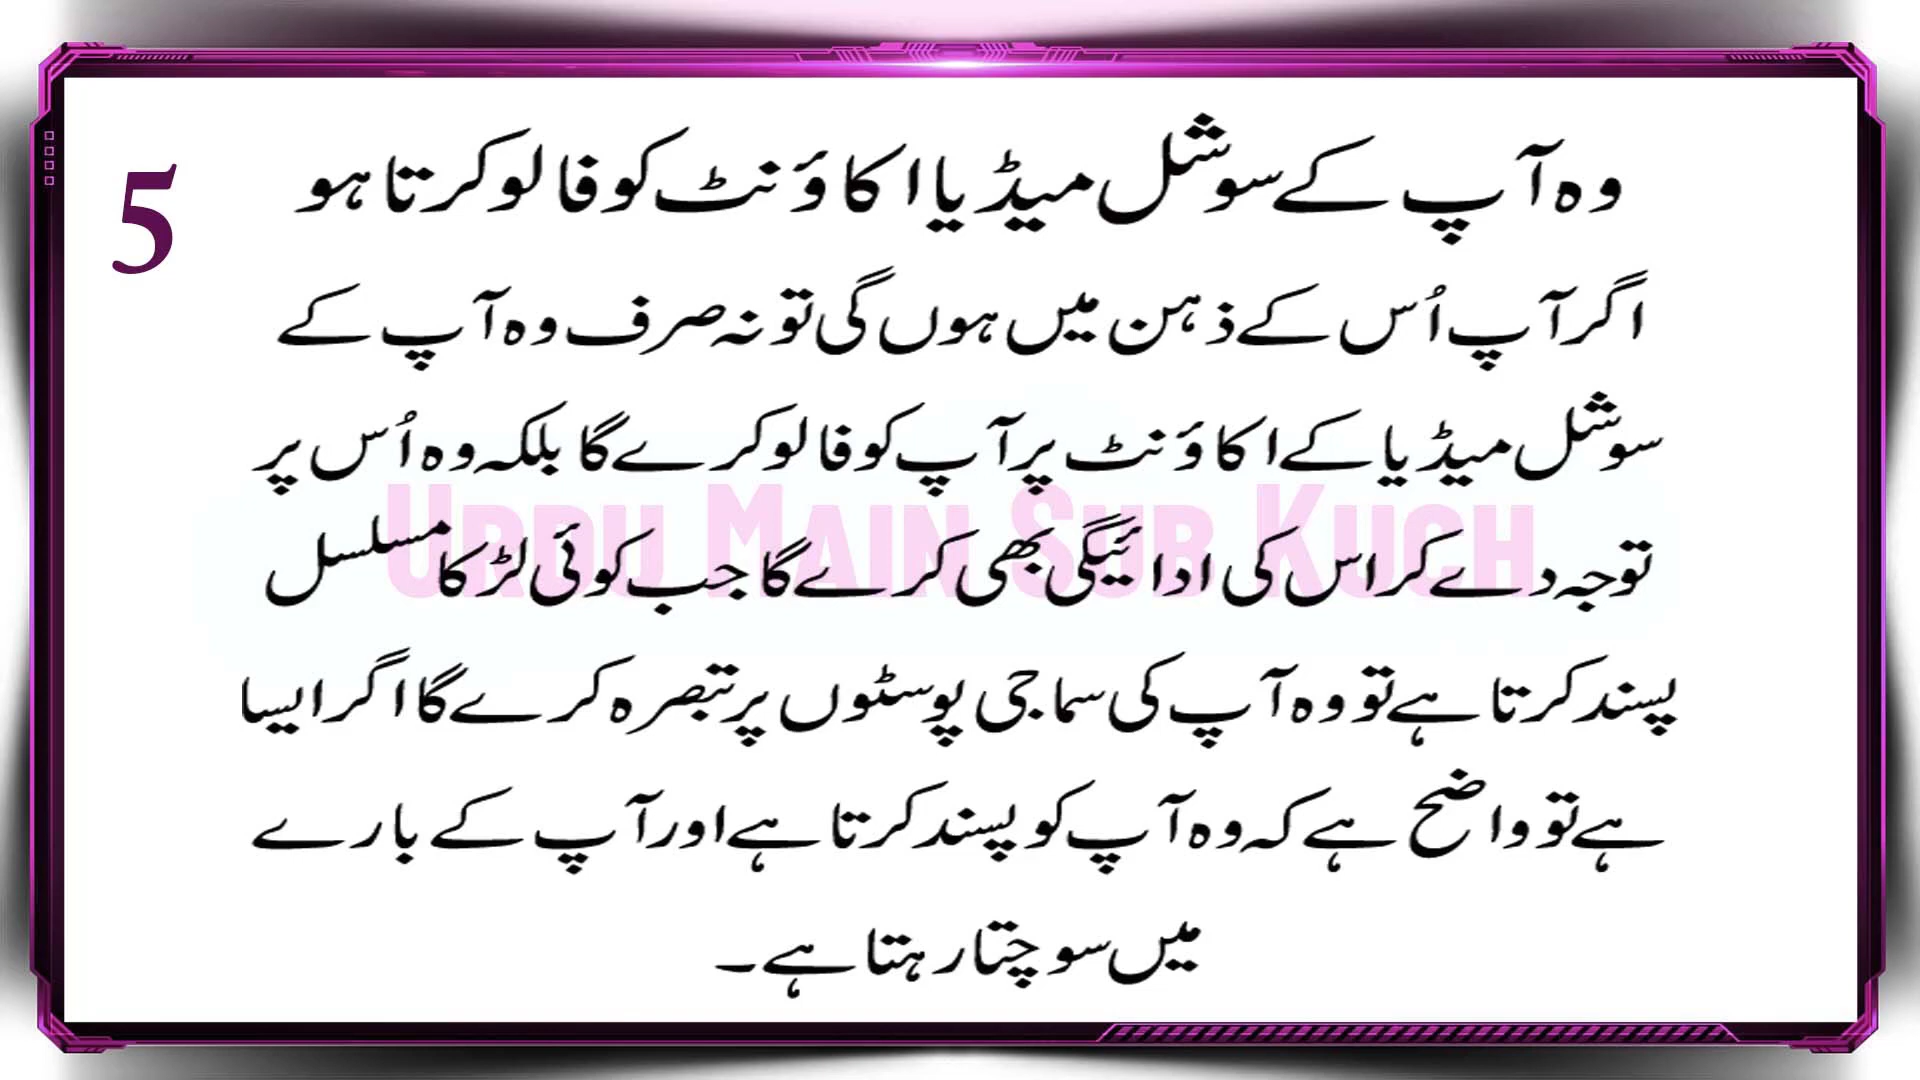 5
وہ آپ کے سوشل میڈیا اکاؤنٹ کو فالو کرتا ہو
اگر آپ اُس کے ذہن میں ہوں گی تو نہ صرف وہ آپ کے
سوشل میڈیا کے اکاؤنٹ پر آپ کو فالو کرے گا بلکہ وہ اُس پر
توجہ دے کر اس کی ادائیگی بھی کرے گا جب کوئی لڑکا مسلسل
پسند کرتا ہے تو وہ آپ کی سماجی پوسٹوں پر تبصرہ کرے گا اگر ایسا
ہے تو واضح ہے کہ وہ آپ کو پسند کرتا ہے اور آپ کے بارے
میں سوچتا رہتا ہے۔
Urdu Main Sub Kuch